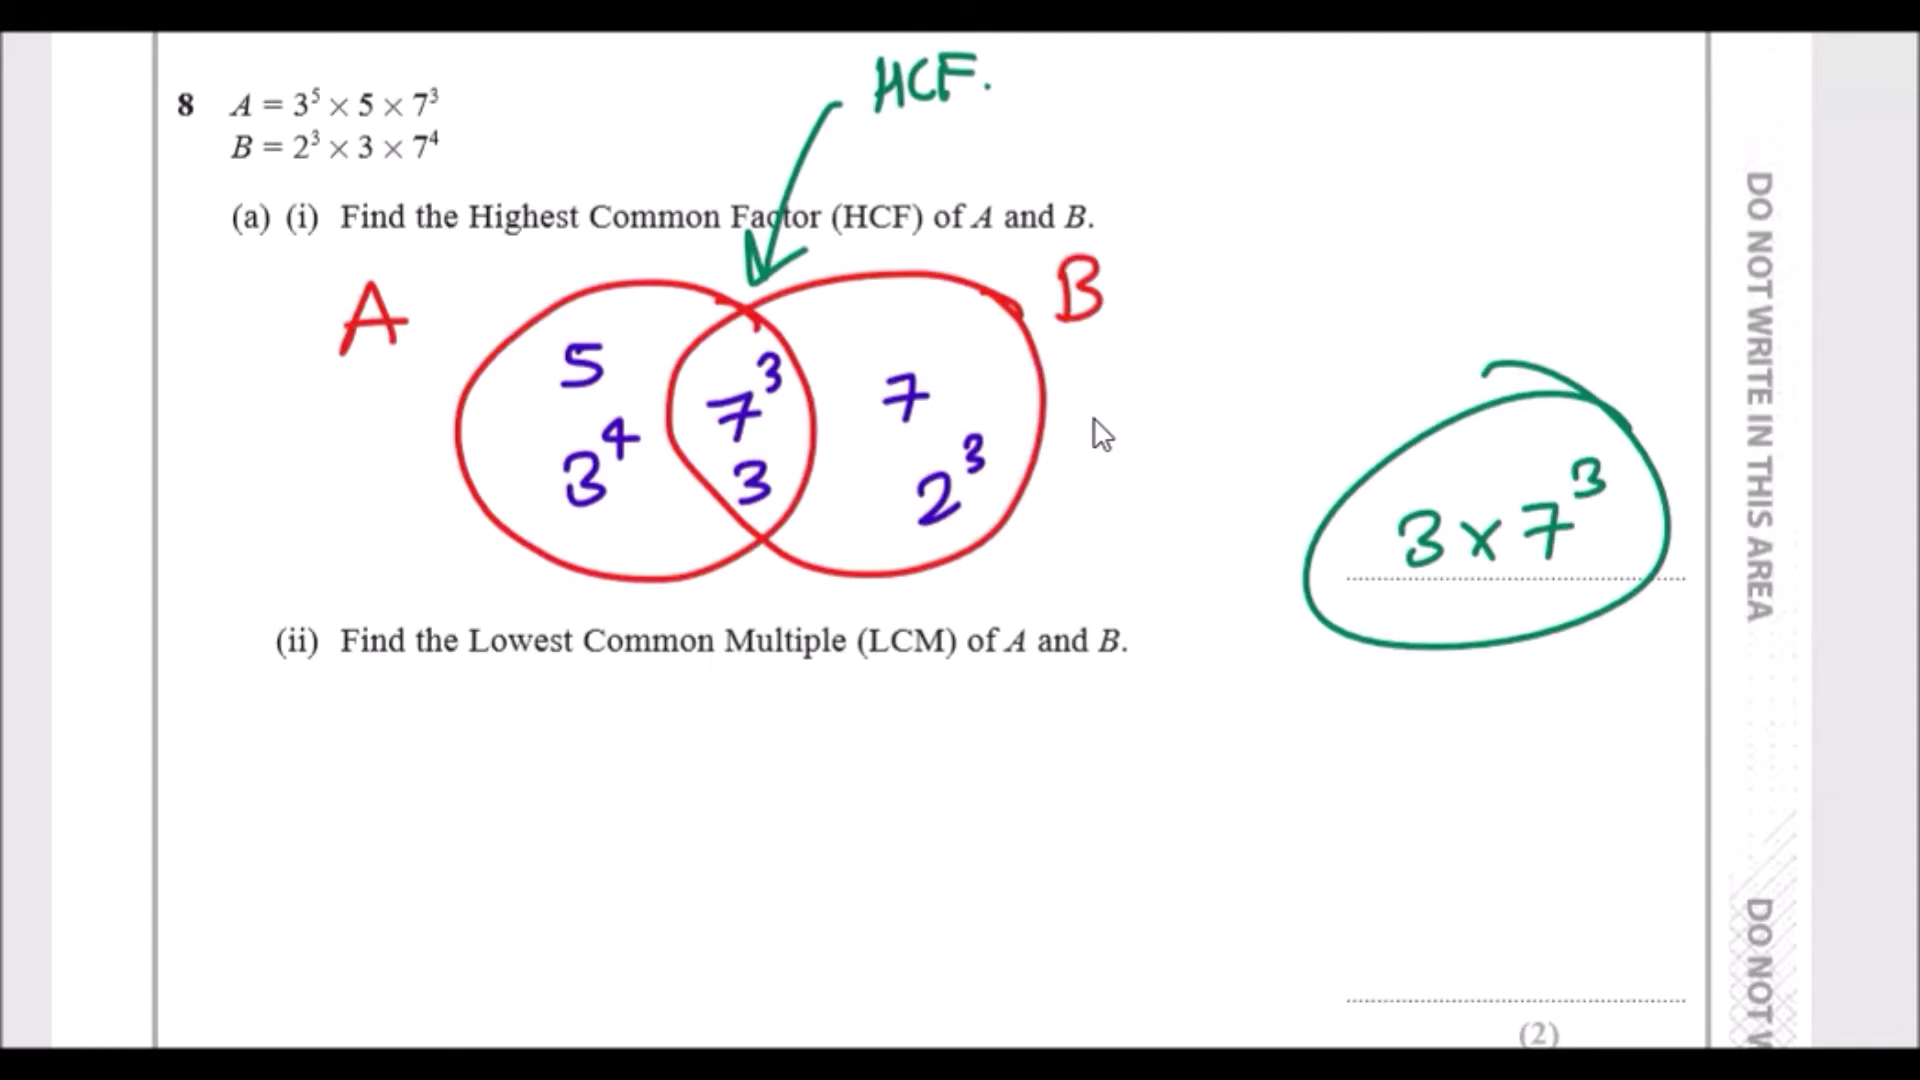 HCF.
8 A = 3⁵ × 5 × 7³
B = 2³ × 3 × 7⁴
(a) (i) Find the Highest Common Factor (HCF) of A and B.
A
B
5
7³
7
3⁴
3
2³
3 × 7³
(ii) Find the Lowest Common Multiple (LCM) of A and B.
(2)
DO NOT WRITE IN THIS AREA
DO NOT W